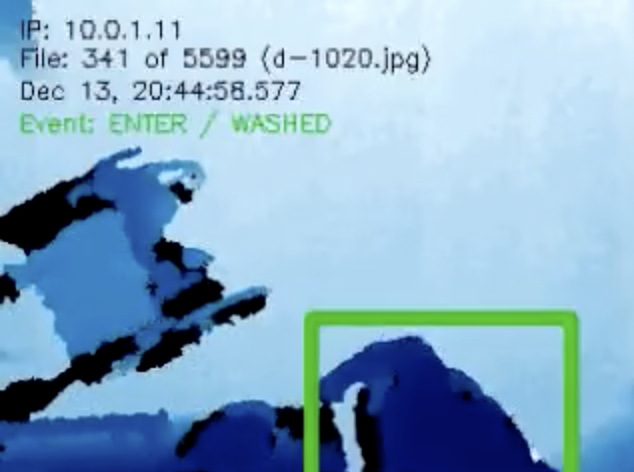 IP: 10.0.1.11
File: 341 of 5599 (d-1020.jpg)
Dec 13, 20:44:58.577
Event: ENTER / WASHED